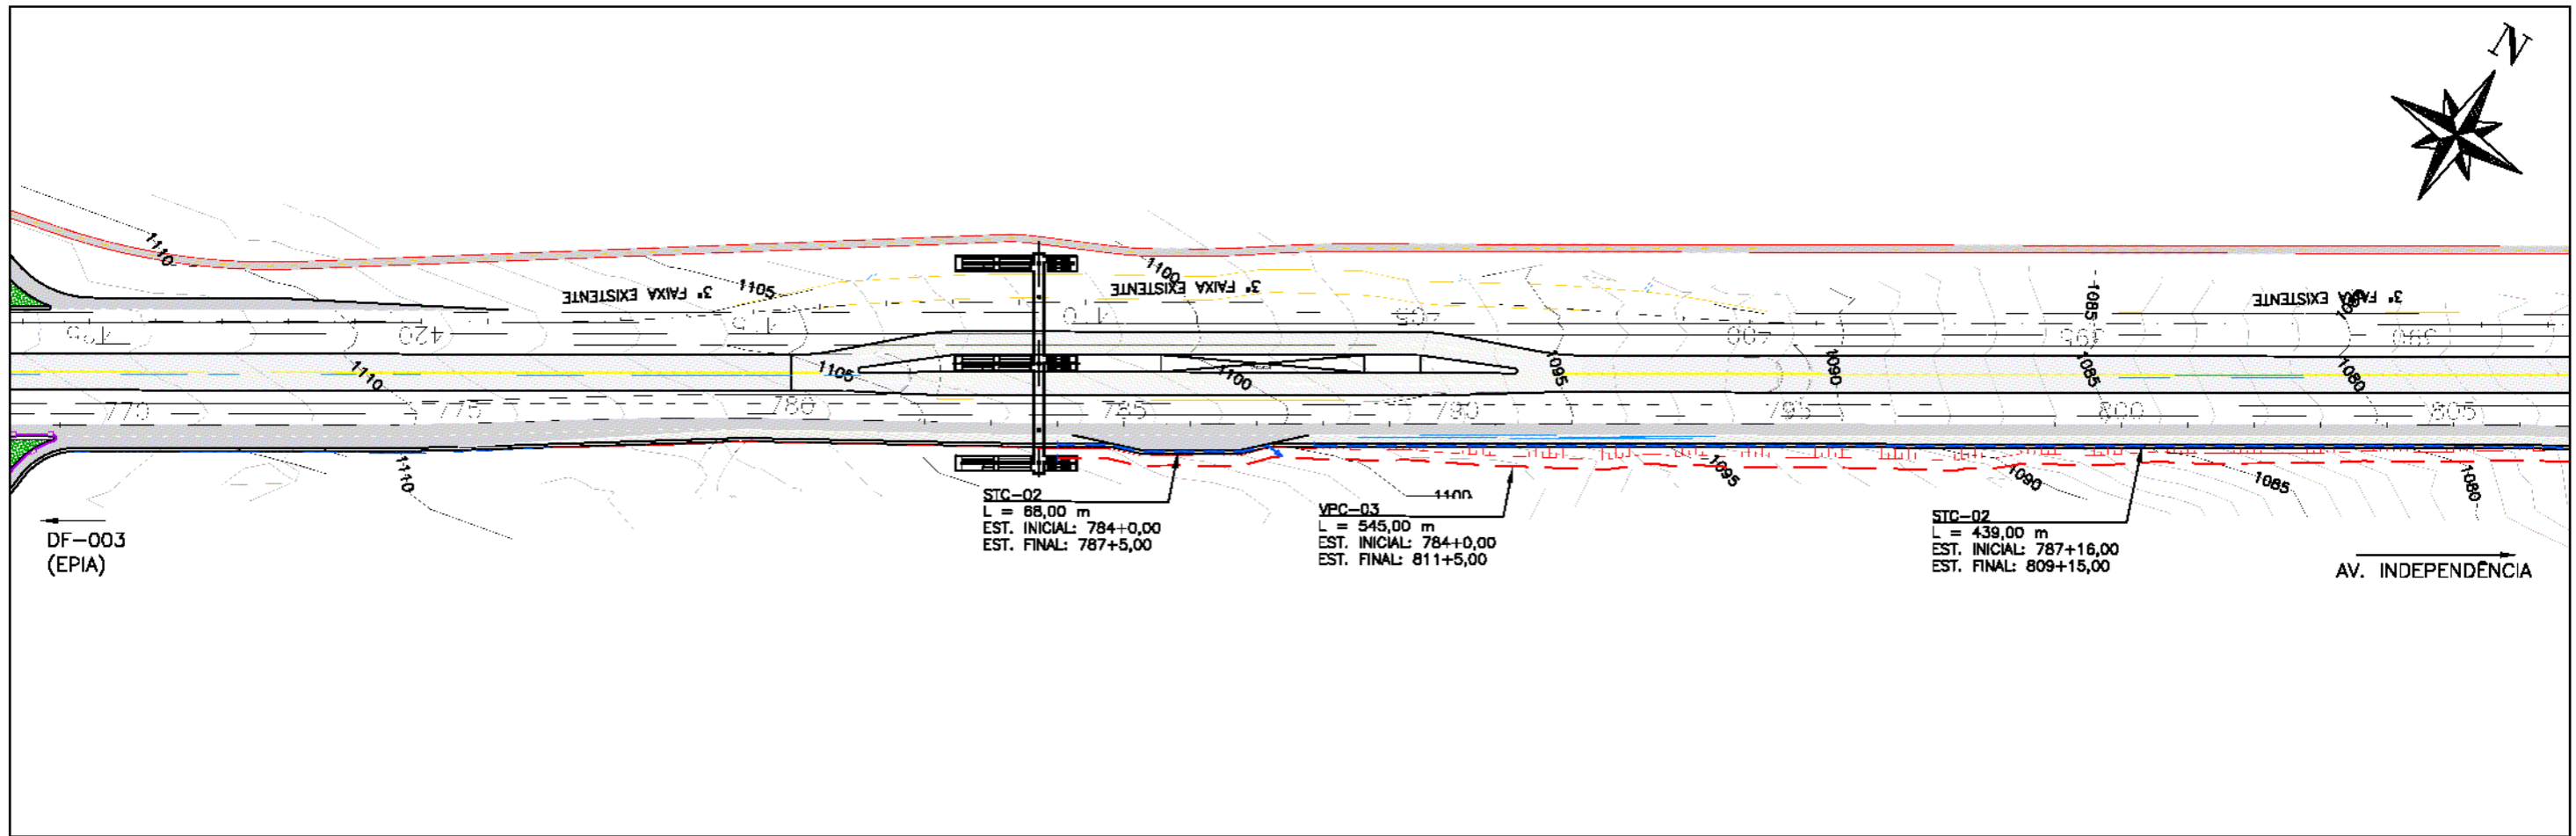 N
1110
3ª FAIXA EXISTENTE
1105
1100
3ª FAIXA EXISTENTE
1085
3ª FAIXA EXISTENTE
1080
415
420
395
1110
1105
1100
1095
1090
1085
1080
770
775
780
785
790
795
800
805
1110
1100
1095
1090
1085
1080
DF-003
(EPIA)
STC-02
L = 68,00 m
EST. INICIAL: 784+0,00
EST. FINAL: 787+5,00
VPC-03
L = 545,00 m
EST. INICIAL: 784+0,00
EST. FINAL: 811+5,00
STC-02
L = 439,00 m
EST. INICIAL: 787+16,00
EST. FINAL: 809+15,00
AV. INDEPENDÊNCIA